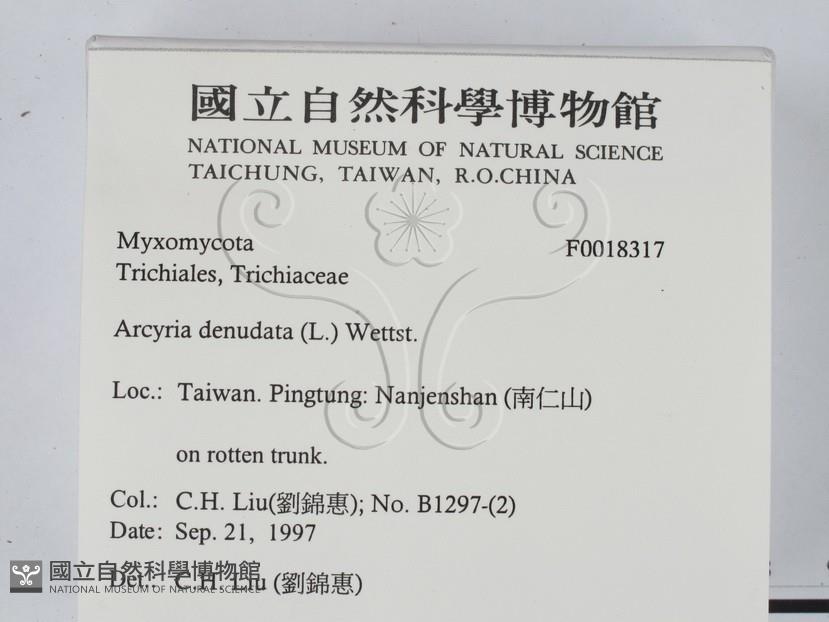 國立自然科學博物館
NATIONAL MUSEUM OF NATURAL SCIENCE
TAICHUNG, TAIWAN, R.O.CHINA
Myxomycota F0018317
Trichiales, Trichiaceae
Arcyria denudata (L.) Wettst.
Loc.: Taiwan. Pingtung: Nanjenshan (南仁山)
on rotten trunk.
Col.: C.H. Liu(劉錦惠); No. B1297-(2)
Date: Sep. 21, 1997
Det.: C.H. Liu (劉錦惠)
國立自然科學博物館
NATIONAL MUSEUM OF NATURAL SCIENCE